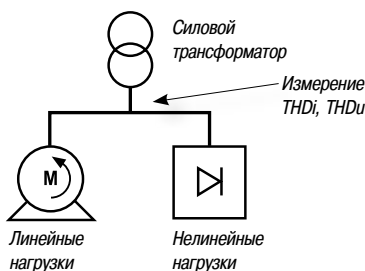 Силовой
трансформатор
Измерение
THDi, THDu
M
Линейные
нагрузки
Нелинейные
нагрузки